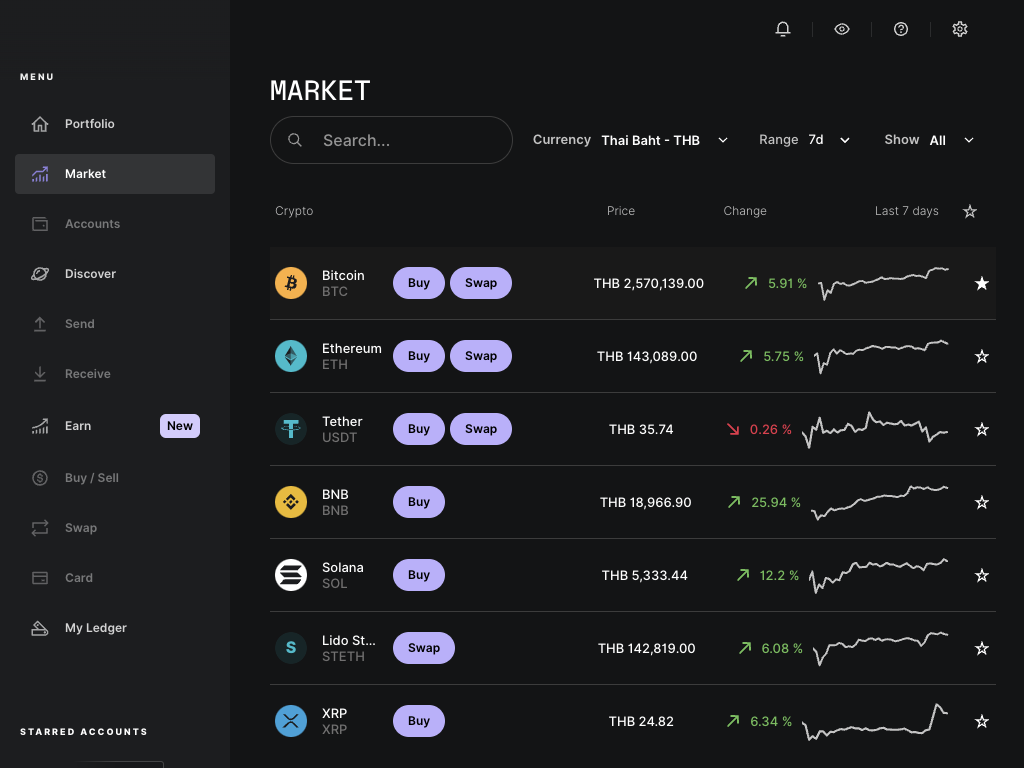 MENU
Portfolio
Market
Accounts
Discover
Send
Receive
Earn New
Buy / Sell
Swap
Card
My Ledger
STARRED ACCOUNTS
MARKET
Search...
Currency Thai Baht - THB Range 7d Show All
Crypto Price Change Last 7 days
Bitcoin
BTC
Buy Swap THB 2,570,139.00 5.91 %
Ethereum
ETH
Buy Swap THB 143,089.00 5.75 %
Tether
USDT
Buy Swap THB 35.74 0.26 %
BNB
BNB
Buy THB 18,966.90 25.94 %
Solana
SOL
Buy THB 5,333.44 12.2 %
S Lido St...
STETH
Swap THB 142,819.00 6.08 %
XRP
XRP
Buy THB 24.82 6.34 %